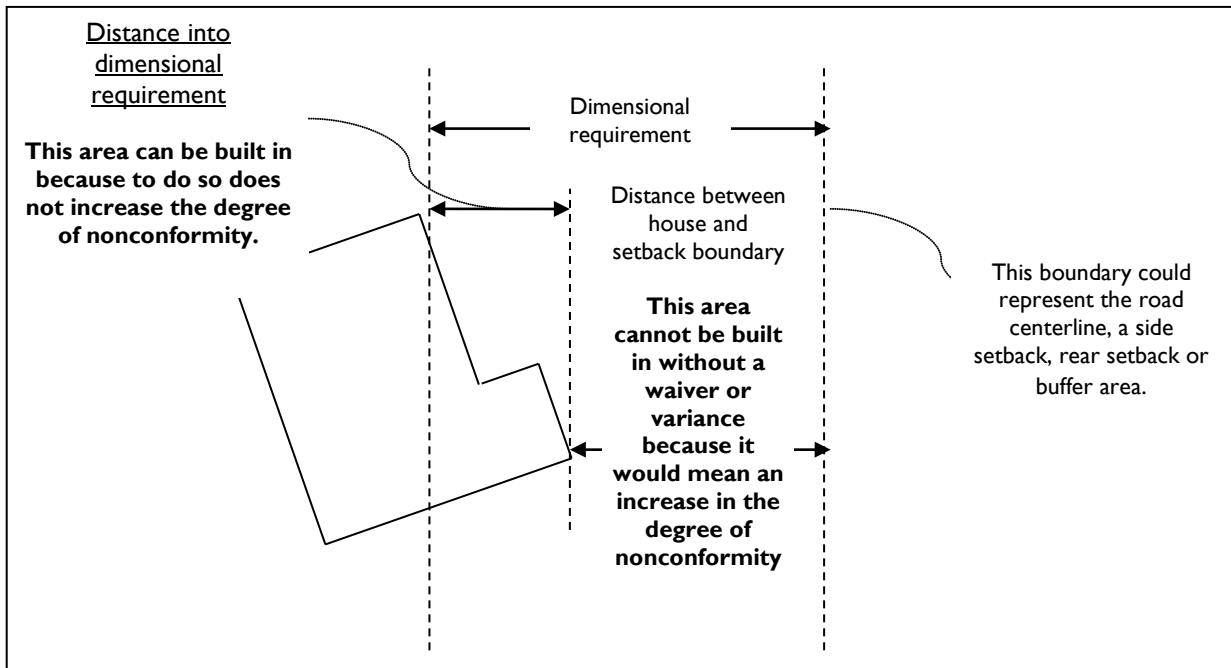 Distance into
dimensional
requirement
This area can be built in
because to do so does
not increase the degree
of nonconformity.
Dimensional
requirement
Distance between
house and
setback boundary
This area
cannot be built
in without a
waiver or
variance
because it
would mean an
increase in the
degree of
nonconformity
This boundary could
represent the road
centerline, a side
setback, rear setback or
buffer area.